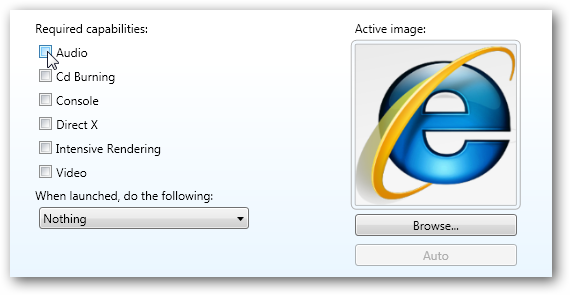 Required capabilities:
Audio
Cd Burning
Console
Direct X
Intensive Rendering
Video
When launched, do the following:
Nothing
Active image:
Browse...
Auto